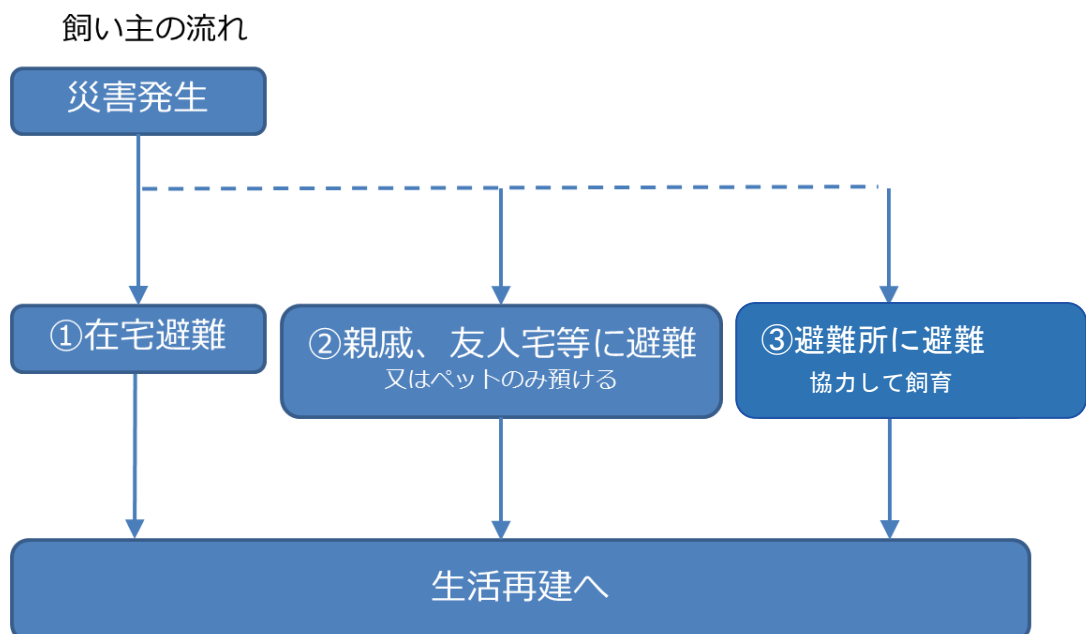 飼い主の流れ
災害発生
①在宅避難
②親戚、友人宅等に避難
又はペットのみ預ける
③避難所に避難
協力して飼育
生活再建へ